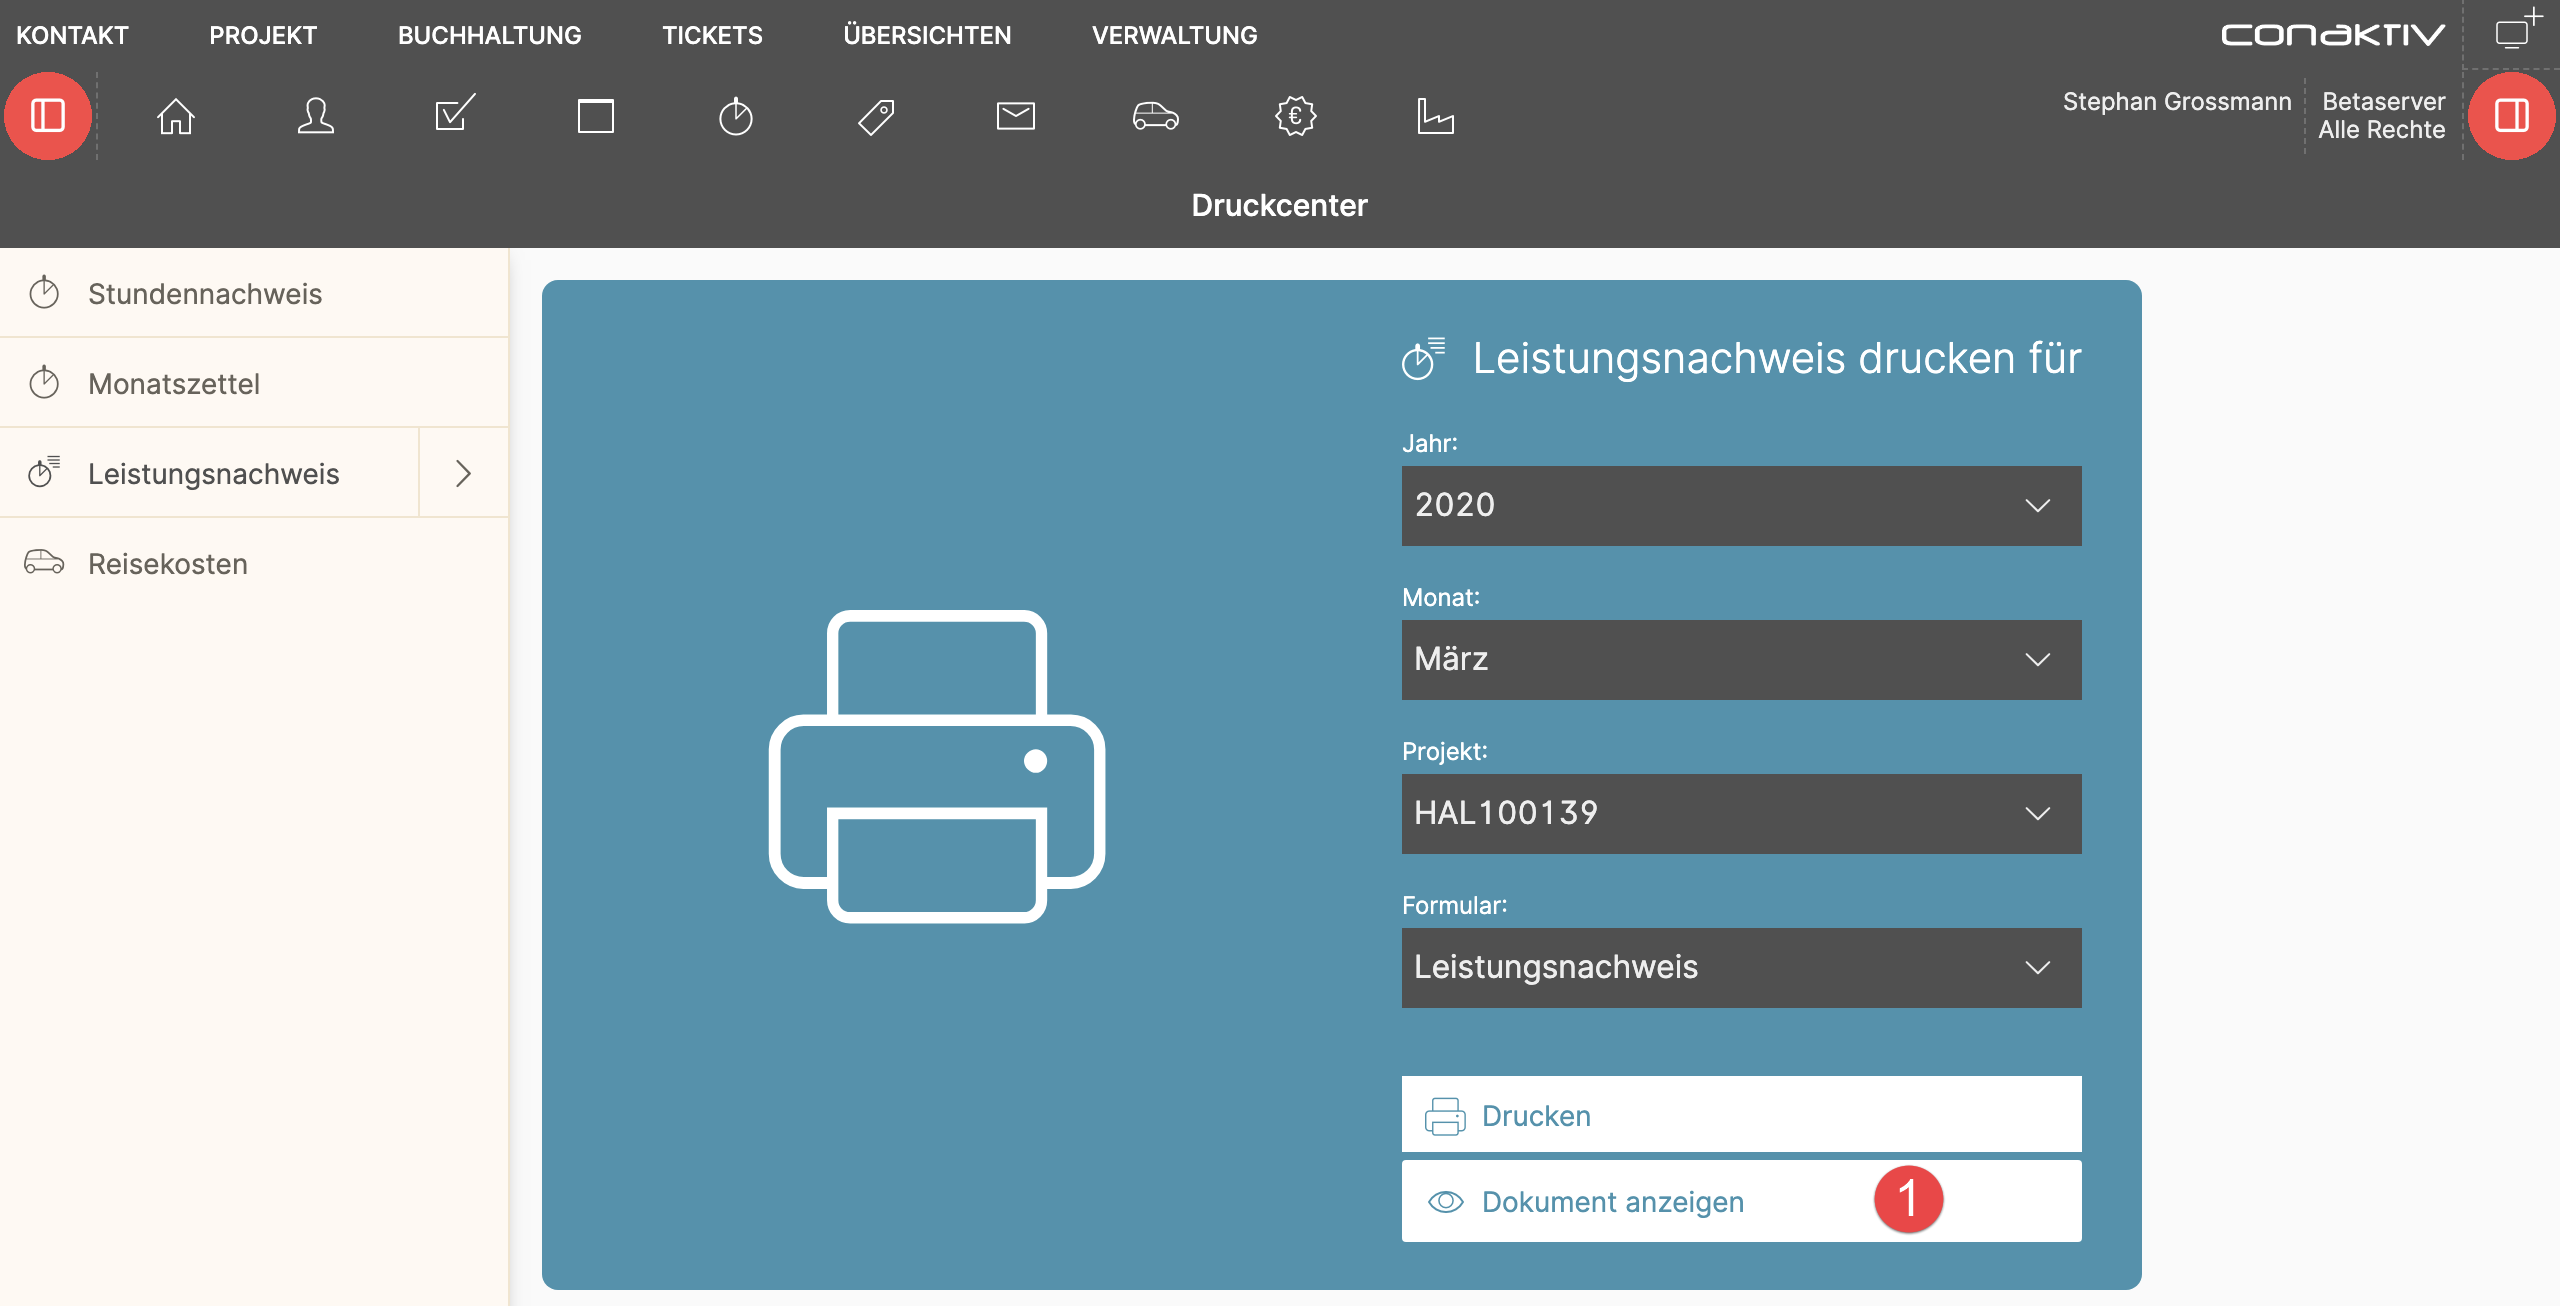 KONTAKT PROJEKT BUCHHALTUNG TICKETS ÜBERSICHTEN VERWALTUNG conaktiv
€ Stephan Grossmann Betaserver
Alle Rechte
Druckcenter
Stundennachweis
Monatszettel
Leistungsnachweis
Reisekosten
Leistungsnachweis drucken für
Jahr:
2020
Monat:
März
Projekt:
HAL100139
Formular:
Leistungsnachweis
Drucken
Dokument anzeigen 1